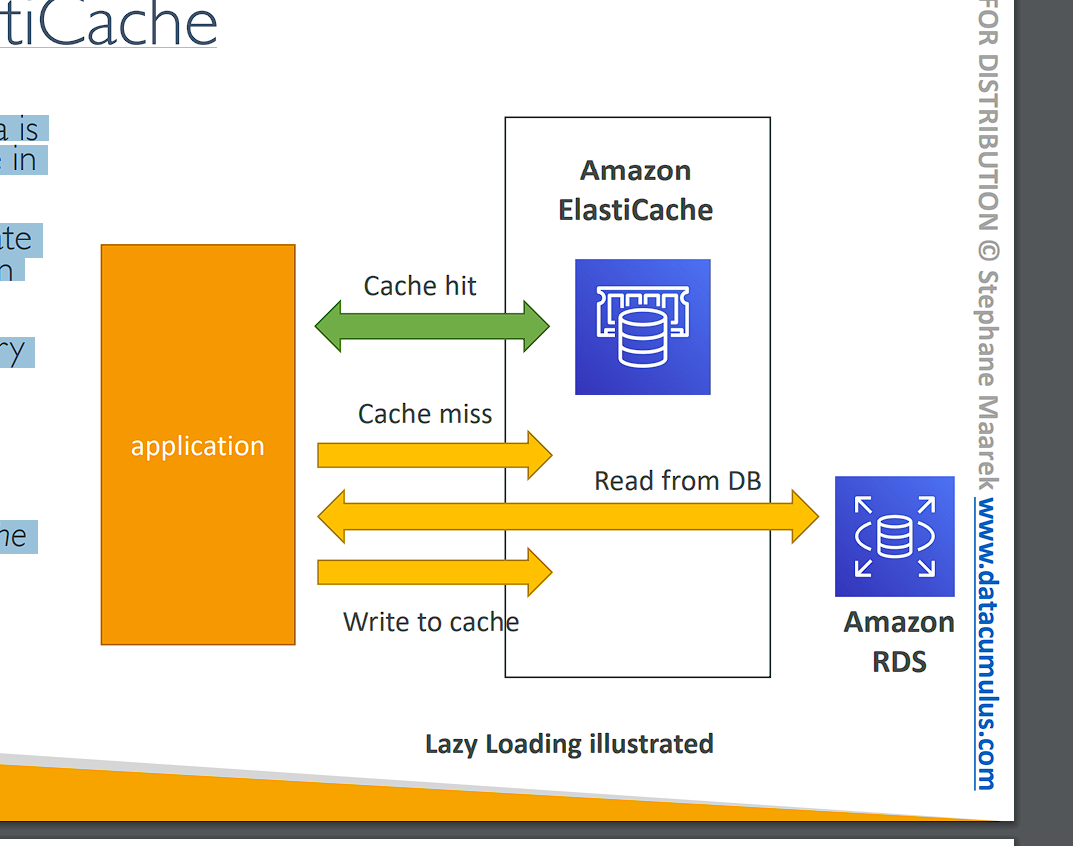 tiCache
a is
e in
ate
n
ry
ne
Amazon
ElastiCache
Cache hit
Cache miss
application
Read from DB
Write to cache
Amazon
RDS
Lazy Loading illustrated
FOR DISTRIBUTION © Stephane Maarek www.datacumulus.com